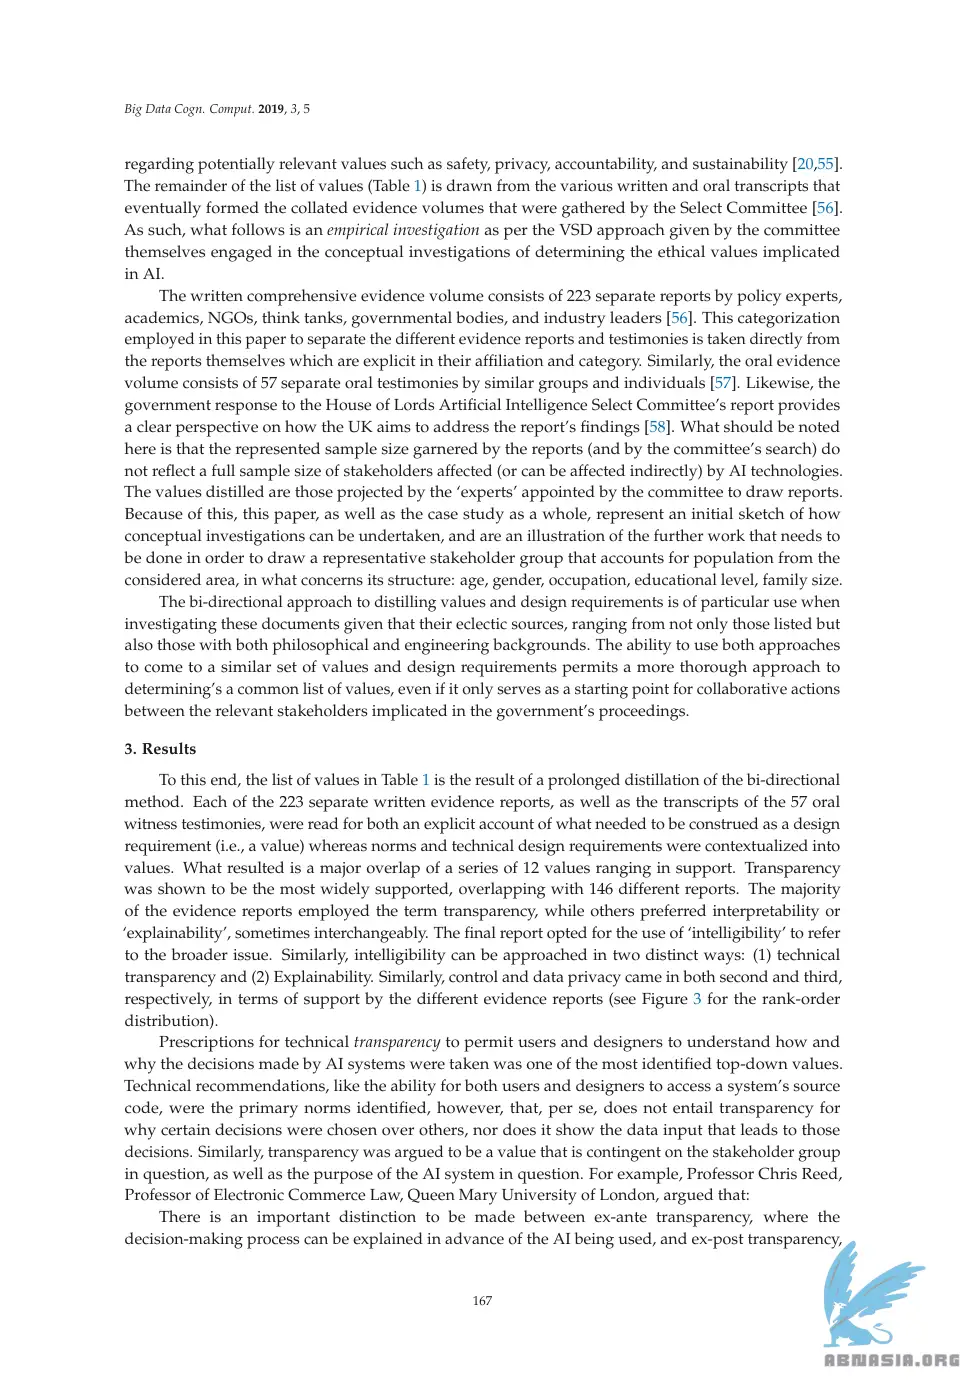 Big Data Cogn. Comput. 2019, 3, 5
regarding potentially relevant values such as safety, privacy, accountability, and sustainability [20,55].
The remainder of the list of values (Table 1) is drawn from the various written and oral transcripts that
eventually formed the collated evidence volumes that were gathered by the Select Committee [56].
As such, what follows is an empirical investigation as per the VSD approach given by the committee
themselves engaged in the conceptual investigations of determining the ethical values implicated
in AI.
The written comprehensive evidence volume consists of 223 separate reports by policy experts,
academics, NGOs, think tanks, governmental bodies, and industry leaders [56]. This categorization
employed in this paper to separate the different evidence reports and testimonies is taken directly from
the reports themselves which are explicit in their affiliation and category. Similarly, the oral evidence
volume consists of 57 separate oral testimonies by similar groups and individuals [57]. Likewise, the
government response to the House of Lords Artificial Intelligence Select Committee's report provides
a clear perspective on how the UK aims to address the report's findings [58]. What should be noted
here is that the represented sample size garnered by the reports (and by the committee's search) do
not reflect a full sample size of stakeholders affected (or can be affected indirectly) by AI technologies.
The values distilled are those projected by the 'experts' appointed by the committee to draw reports.
Because of this, this paper, as well as the case study as a whole, represent an initial sketch of how
conceptual investigations can be undertaken, and are an illustration of the further work that needs to
be done in order to draw a representative stakeholder group that accounts for population from the
considered area, in what concerns its structure: age, gender, occupation, educational level, family size.
The bi-directional approach to distilling values and design requirements is of particular use when
investigating these documents given that their eclectic sources, ranging from not only those listed but
also those with both philosophical and engineering backgrounds. The ability to use both approaches
to come to a similar set of values and design requirements permits a more thorough approach to
determining's a common list of values, even if it only serves as a starting point for collaborative actions
between the relevant stakeholders implicated in the government's proceedings.
3. Results
To this end, the list of values in Table 1 is the result of a prolonged distillation of the bi-directional
method. Each of the 223 separate written evidence reports, as well as the transcripts of the 57 oral
witness testimonies, were read for both an explicit account of what needed to be construed as a design
requirement (i.e., a value) whereas norms and technical design requirements were contextualized into
values. What resulted is a major overlap of a series of 12 values ranging in support. Transparency
was shown to be the most widely supported, overlapping with 146 different reports. The majority
of the evidence reports employed the term transparency, while others preferred interpretability or
'explainability', sometimes interchangeably. The final report opted for the use of 'intelligibility' to refer
to the broader issue. Similarly, intelligibility can be approached in two distinct ways: (1) technical
transparency and (2) Explainability. Similarly, control and data privacy came in both second and third,
respectively, in terms of support by the different evidence reports (see Figure 3 for the rank-order
distribution).
Prescriptions for technical transparency to permit users and designers to understand how and
why the decisions made by AI systems were taken was one of the most identified top-down values.
Technical recommendations, like the ability for both users and designers to access a system's source
code, were the primary norms identified, however, that, per se, does not entail transparency for
why certain decisions were chosen over others, nor does it show the data input that leads to those
decisions. Similarly, transparency was argued to be a value that is contingent on the stakeholder group
in question, as well as the purpose of the AI system in question. For example, Professor Chris Reed,
Professor of Electronic Commerce Law, Queen Mary University of London, argued that:
There is an important distinction to be made between ex-ante transparency, where the
decision-making process can be explained in advance of the AI being used, and ex-post transparency,
167
ABNASIA.ORG